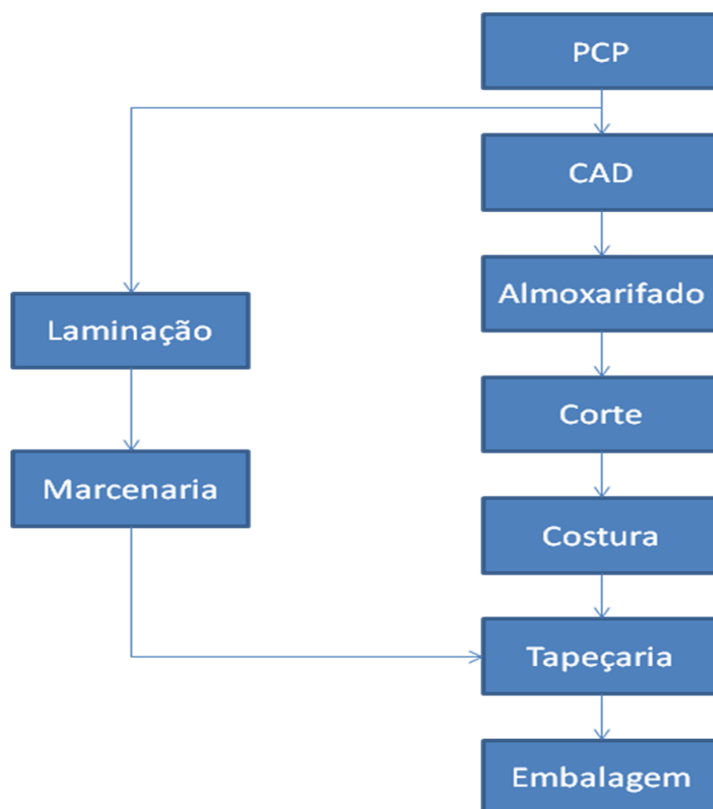 PCP
CAD
Almoxarifado
Laminação
Corte
Marcenaria
Costura
Tapeçaria
Embalagem